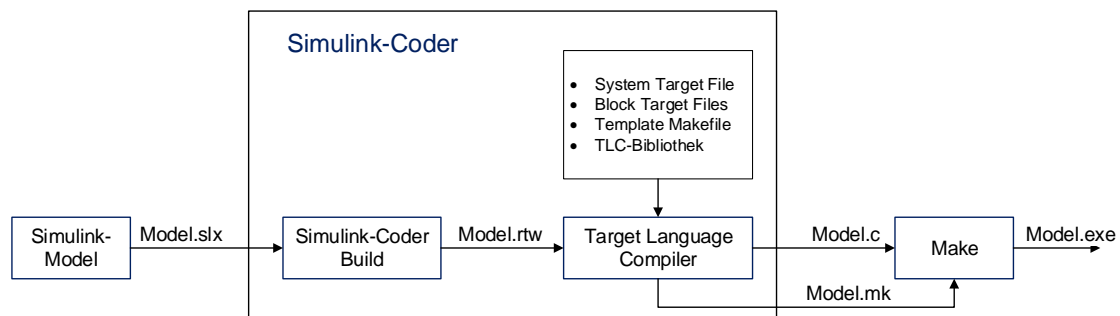 Simulink-Coder
• System Target File
• Block Target Files
• Template Makefile
• TLC-Bibliothek
Simulink-
Model
Model.slx
Simulink-Coder
Build
Model.rtw
Target Language
Compiler
Model.c
Make
Model.exe
Model.mk